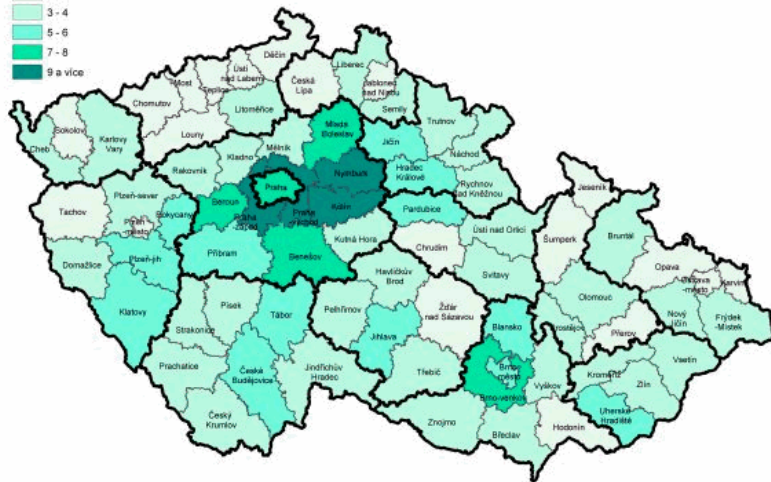 3 - 4
5 - 6
7 - 8
9 a více
Děčín
Liberec
Ústí
nad Labem
Most
Teplice
Česká
Lípa
Jablonec
nad Nisou
Chomutov
Litoměřice
Semily
Trutnov
Sokolov
Karlovy
Vary
Louny
Mladá
Boleslav
Jičín
Cheb
Mělník
Kladno
Rakovník
Náchod
Nymburk
Hradec
Králové
Rychnov
nad Kněžnou
Jeseník
Praha
Plzeň-sever
Beroun
Kolín
Tachov
Rokycany
Praha
západ
Praha
východ
Pardubice
Plzeň
město
Kutná Hora
Ústí nad Orlicí
Šumperk
Bruntál
Chrudim
Opava
Ostrava
-město
Karviná
Domažlice
Plzeň-jih
Příbram
Benešov
Svitavy
Havlíčkův
Brod
Olomouc
Nový
Jičín
Frýdek
-Místek
Klatovy
Písek
Tábor
Pelhřimov
Žďár
nad Sázavou
Blansko
Prostějov
Přerov
Strakonice
Jihlava
Vsetín
Kroměříž
Prachatice
České
Budějovice
Jindřichův
Hradec
Třebíč
Brno-
město
Vyškov
Zlín
Brno-venkov
Uherské
Hradiště
Český
Krumlov
Znojmo
Hodonín
Břeclav